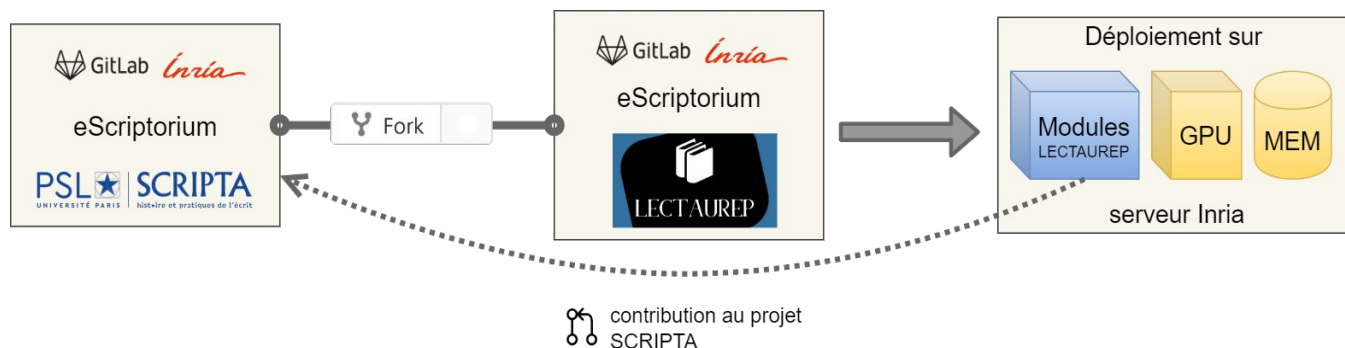 GitLab Inria
eScriptorium
PSL SCRIPTA
UNIVERSITÉ PARIS histoire et pratiques de l'écrit
Fork
GitLab Inria
eScriptorium
LECTAUREP
Déploiement sur
Modules
LECTAUREP
GPU
MEM
serveur Inria
contribution au projet
SCRIPTA